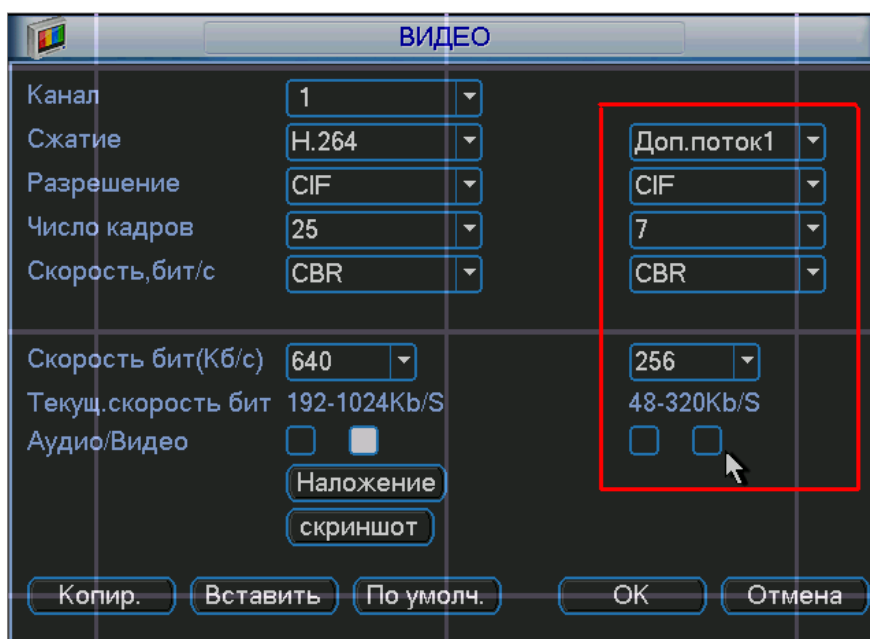 ВИДЕО
Канал 1
Сжатие H.264 Доп.поток1
Разрешение CIF CIF
Число кадров 25 7
Скорость,бит/с CBR CBR
Скорость бит(Кб/с) 640 256
Текущ.скорость бит 192-1024Kb/S 48-320Kb/S
Аудио/Видео
Наложение
скриншот
Копир. Вставить По умолч. OK Отмена